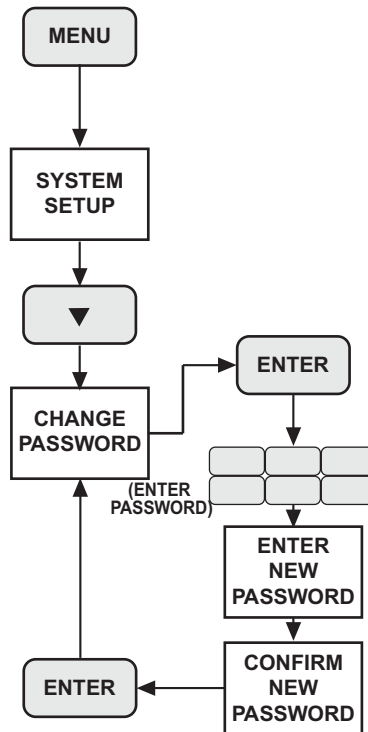 MENU
SYSTEM
SETUP
▼
ENTER
CHANGE
PASSWORD
(ENTER
PASSWORD)
ENTER
NEW
PASSWORD
CONFIRM
NEW
PASSWORD
ENTER